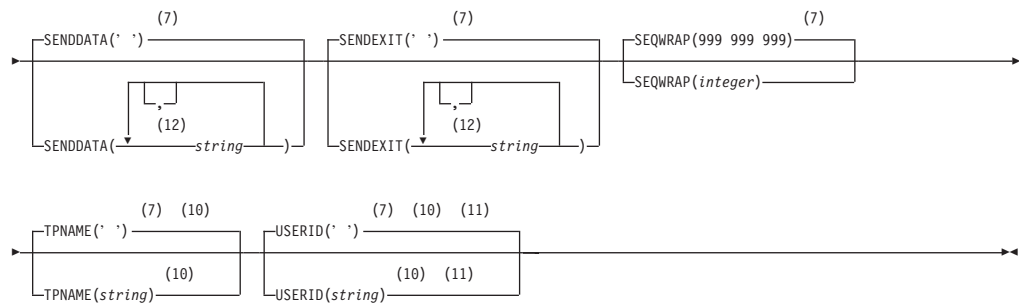 (7) (7) (7)
SENDDATA(' ') SENDEXIT(' ') SEQWRAP(999 999 999)
SEQWRAP(integer)
, ,
(12) (12)
SENDDATA( string ) SENDEXIT( string )
(7) (10) (7) (10) (11)
TPNAME(' ') USERID(' ')
(10) (10) (11)
TPNAME(string) USERID(string)